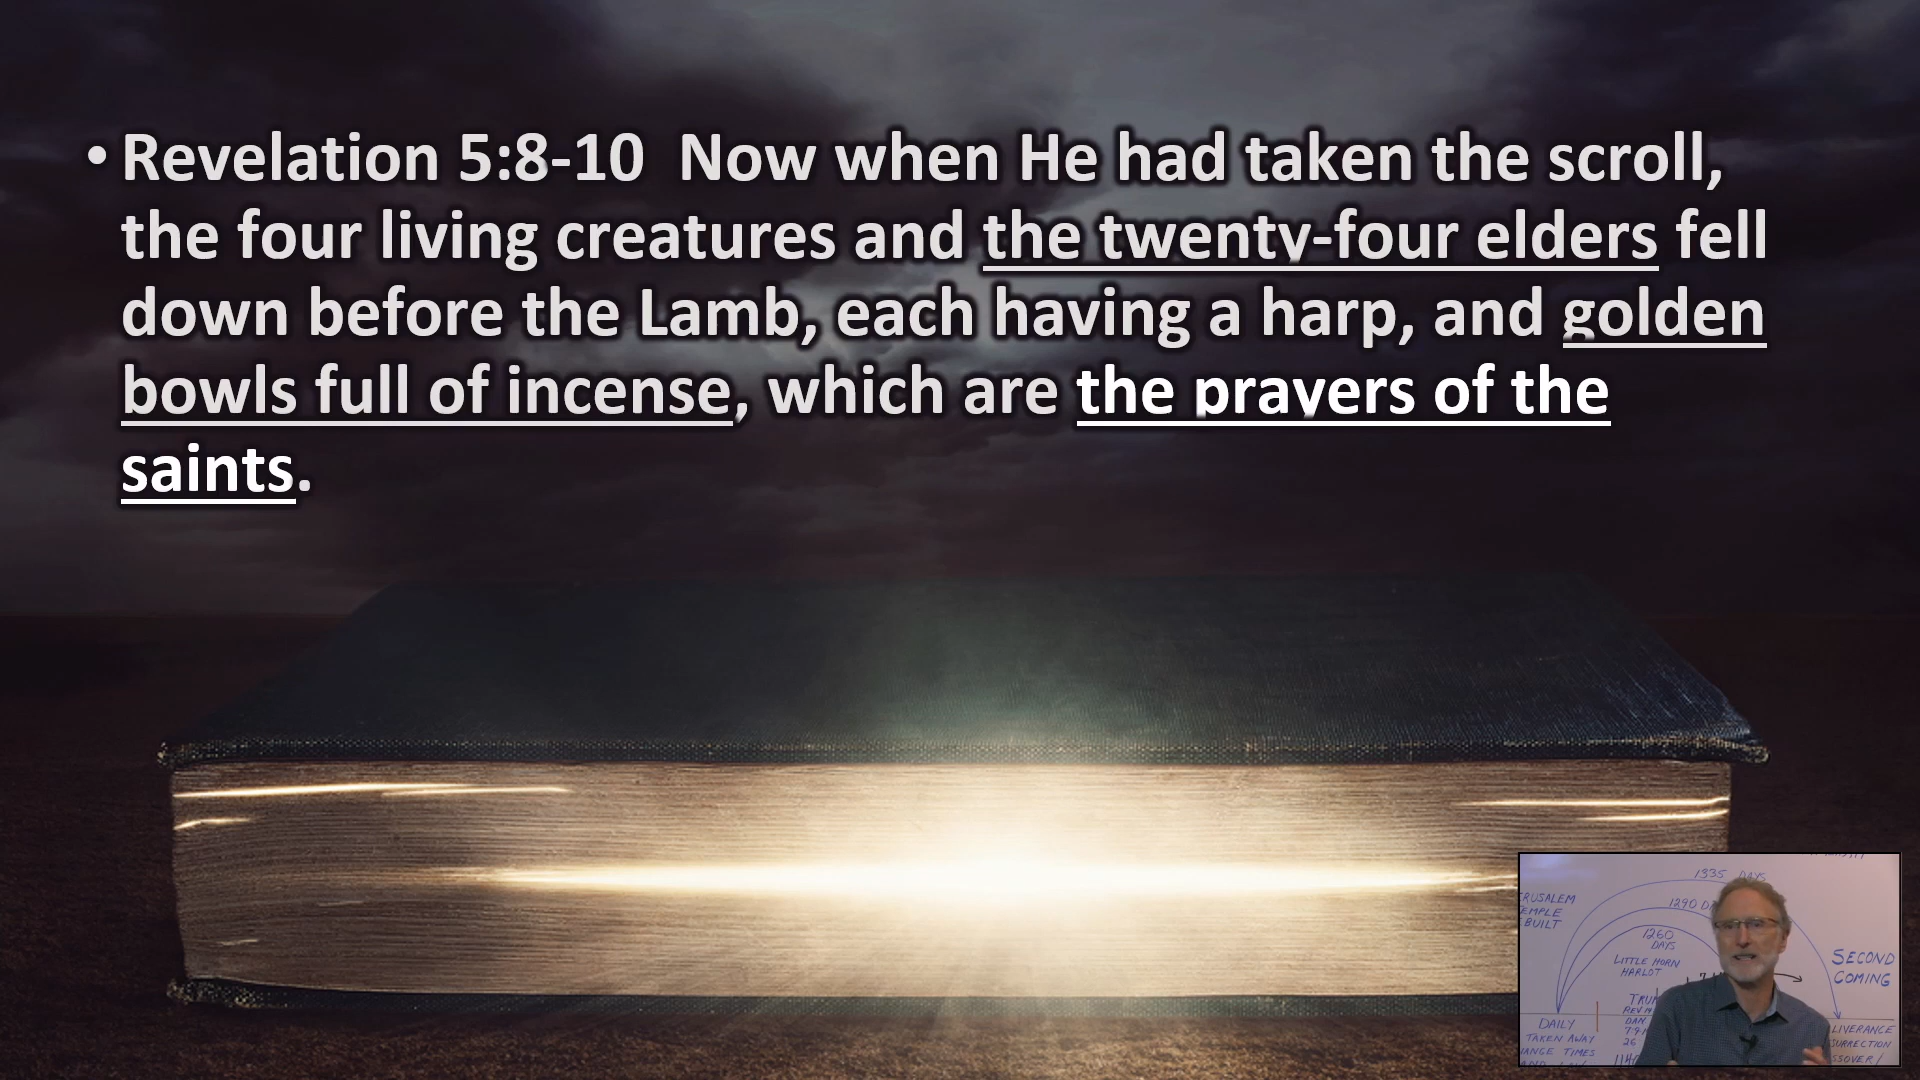 • Revelation 5:8-10  Now when He had taken the scroll,
the four living creatures and the twenty-four elders fell
down before the Lamb, each having a harp, and golden
bowls full of incense, which are the prayers of the
saints.
1335 DAYS
1290
1260
DAYS
LITTLE HORN
HARLOT
SECOND
COMING
DAILY
TAKEN AWAY